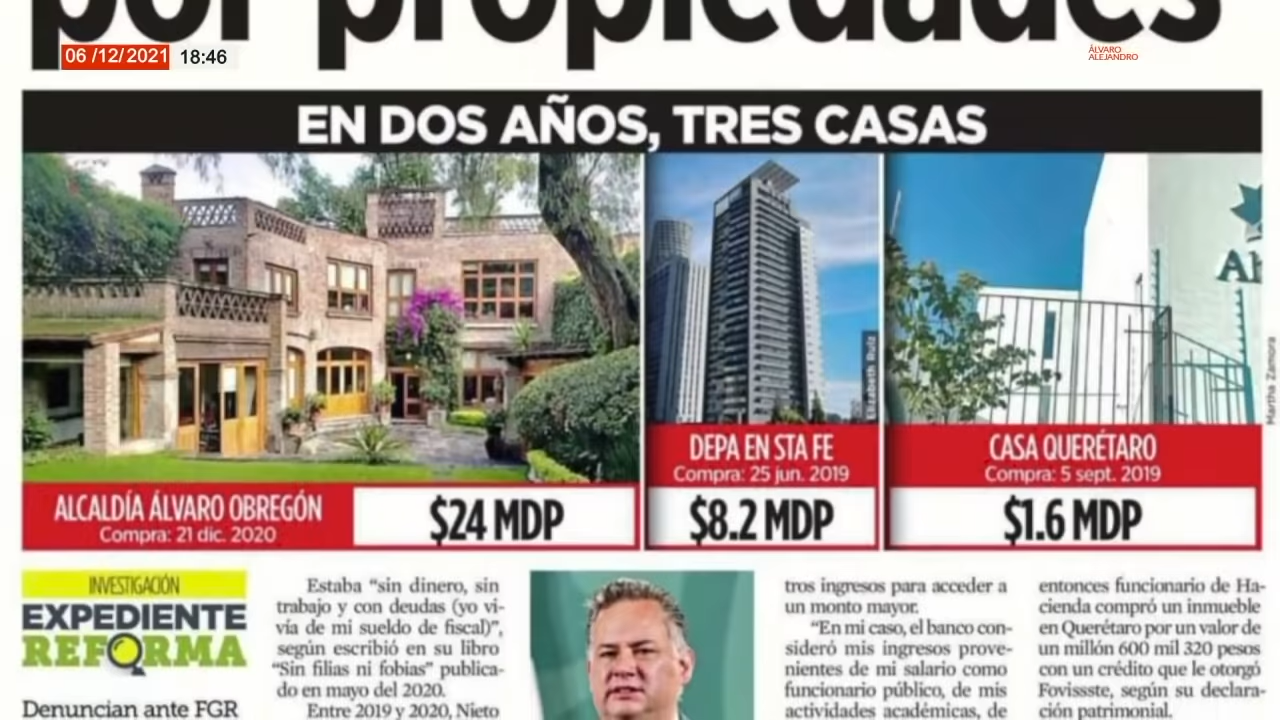 por propiedades
06 /12/2021 18:46
ÁLVARO
ALEJANDRO
EN DOS AÑOS, TRES CASAS
Elizabeth Ruiz
Martha Zamora
ALCALDÍA ÁLVARO OBREGÓN
Compra: 21 dic. 2020
$24 MDP
DEPA EN STA FE
Compra: 25 jun. 2019
$8.2 MDP
CASA QUERÉTARO
Compra: 5 sept. 2019
$1.6 MDP
INVESTIGACIÓN
EXPEDIENTE
REFORMA
Denuncian ante FGR
Estaba “sin dinero, sin
trabajo y con deudas (yo vi-
vía de mi sueldo de fiscal)”,
según escribió en su libro
“Sin filias ni fobias” publica-
do en mayo del 2020.
Entre 2019 y 2020, Nieto
tros ingresos para acceder a
un monto mayor.
“En mi caso, el banco con-
sideró mis ingresos prove-
nientes de mi salario como
funcionario público, de mis
actividades académicas, de
entonces funcionario de Ha-
cienda compró un inmueble
en Querétaro por un valor de
un millón 600 mil 320 pesos
con un crédito que le otorgó
Fovissste, según su declara-
ción patrimonial.